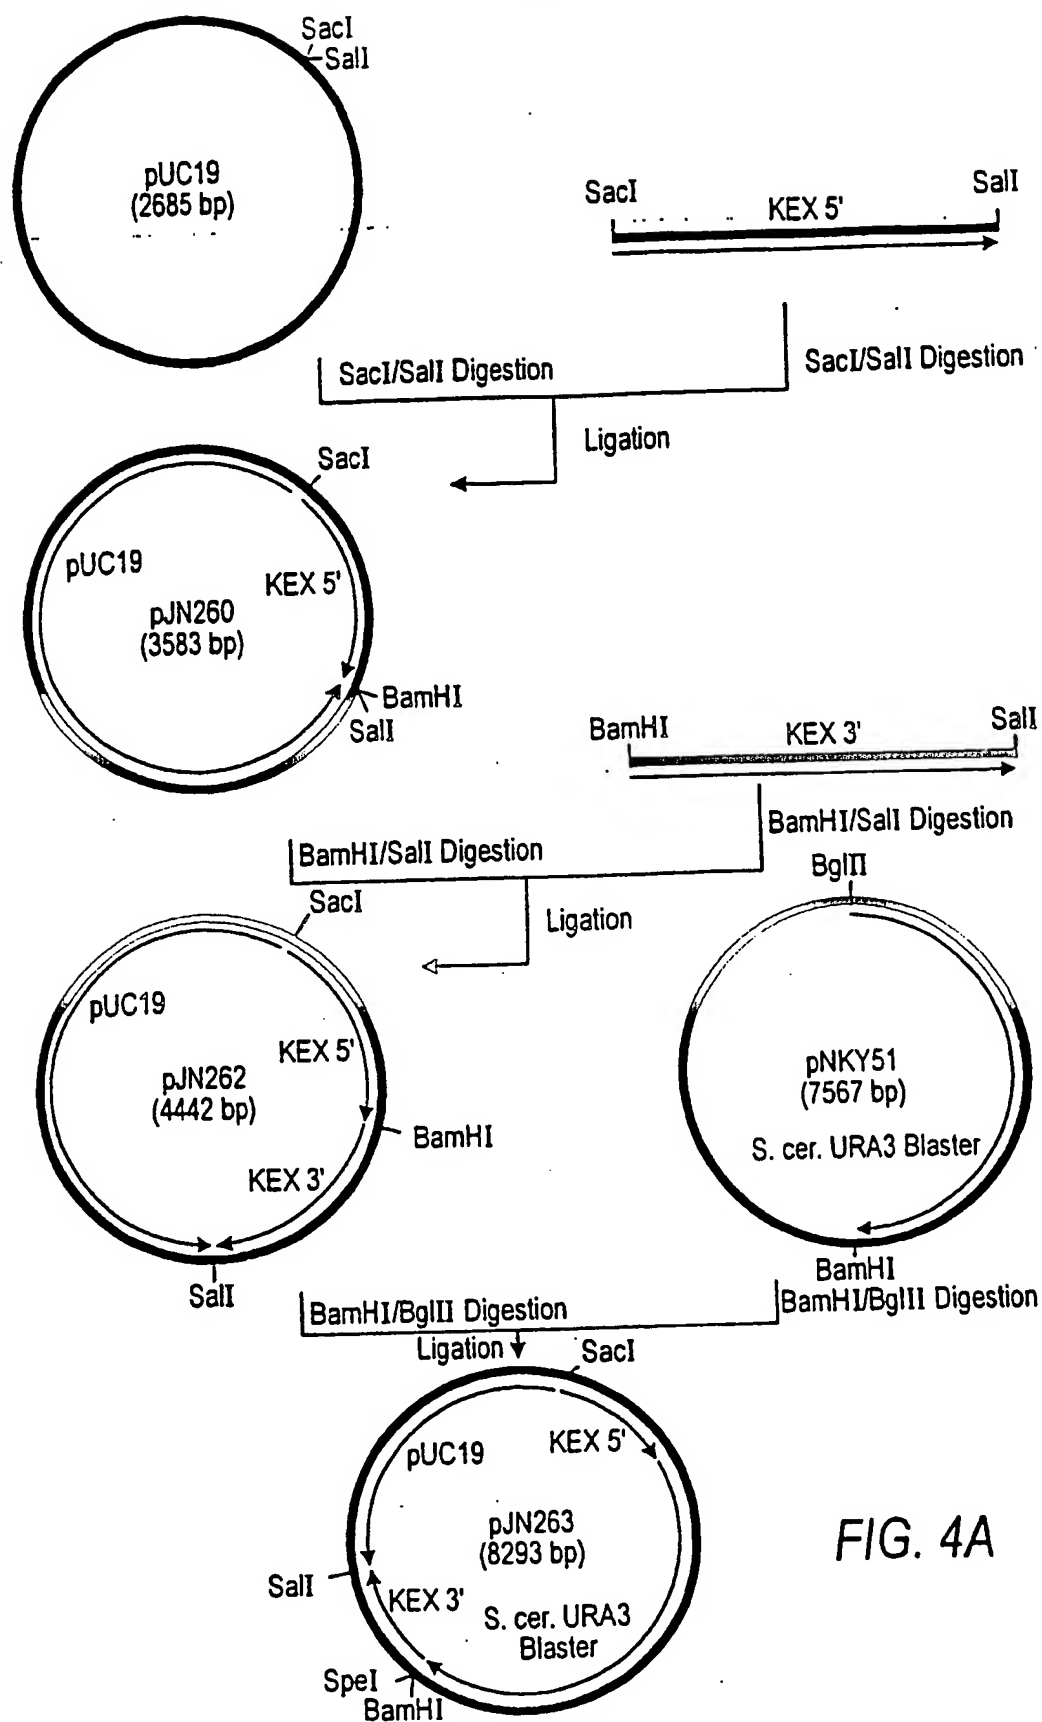 SacI
SalI
pUC19
(2685 bp)
SacI
KEX 5'
SalI
SacI/SalI Digestion
SacI/SalI Digestion
Ligation
SacI
pUC19
KEX 5'
pJN260
(3583 bp)
BamHI
SalI
BamHI
KEX 3'
SalI
BamHI/SalI Digestion
BamHI/SalI Digestion
Ligation
SacI
pUC19
KEX 5'
pJN262
(4442 bp)
BamHI
KEX 3'
SalI
BglII
pNKY51
(7567 bp)
S. cer. URA3 Blaster
BamHI
BamHI/BglII Digestion
BamHI/BglII Digestion
Ligation
SacI
pUC19
KEX 5'
pJN263
(8293 bp)
SalI
KEX 3'
S. cer. URA3
Blaster
SpeI
BamHI
FIG. 4A